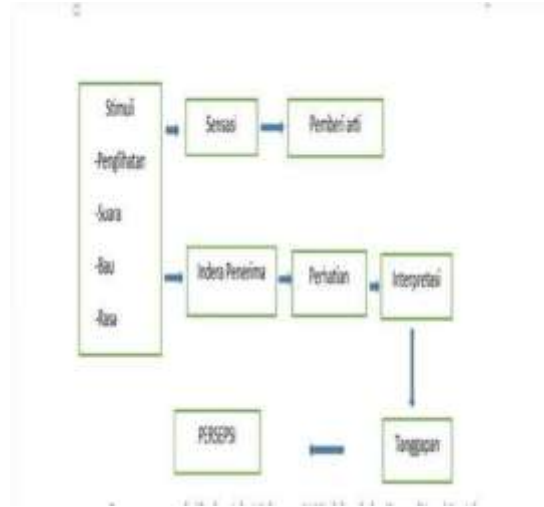 Stimuli
-Penglihatan
-Suara
-Bau
-Rasa
Sensasi
Pemberi arti
Indera Penerima
Perhatian
Interpretasi
Tanggapan
PERSEPSI